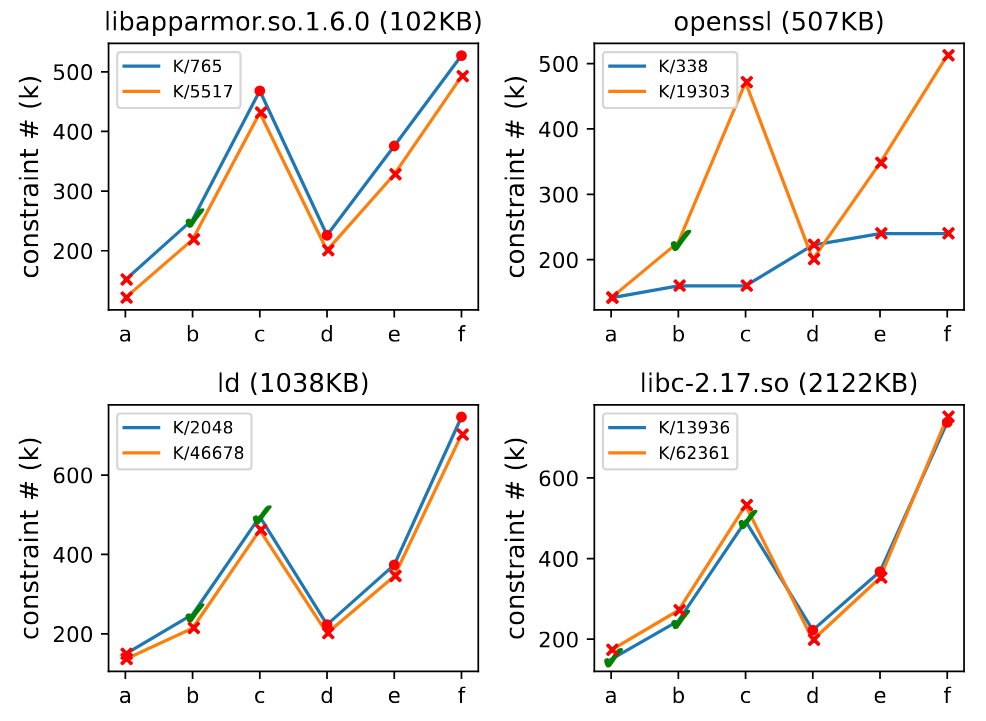 libapparmor.so.1.6.0 (102KB)
constraint # (k)
500
400
300
200
K/765
K/5517
a b c d e f
openssl (507KB)
constraint # (k)
500
400
300
200
K/338
K/19303
a b c d e f
ld (1038KB)
constraint # (k)
600
400
200
K/2048
K/46678
a b c d e f
libc-2.17.so (2122KB)
constraint # (k)
600
400
200
K/13936
K/62361
a b c d e f